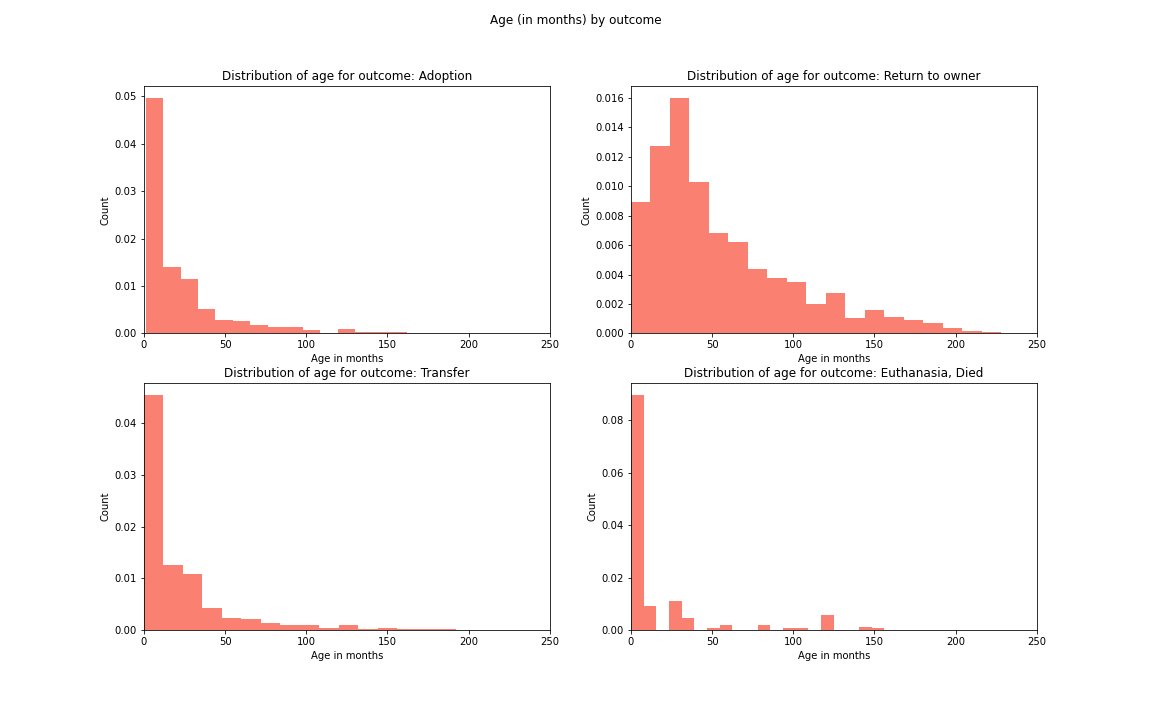 Age (in months) by outcome
Distribution of age for outcome: Adoption
0.05
0.04
0.03
0.02
0.01
0.00
Count
0 50 100 150 200 250
Age in months
Distribution of age for outcome: Return to owner
0.016
0.014
0.012
0.010
0.008
0.006
0.004
0.002
0.000
Count
0 50 100 150 200 250
Age in months
Distribution of age for outcome: Transfer
0.04
0.03
0.02
0.01
0.00
Count
0 50 100 150 200 250
Age in months
Distribution of age for outcome: Euthanasia, Died
0.08
0.06
0.04
0.02
0.00
Count
0 50 100 150 200 250
Age in months